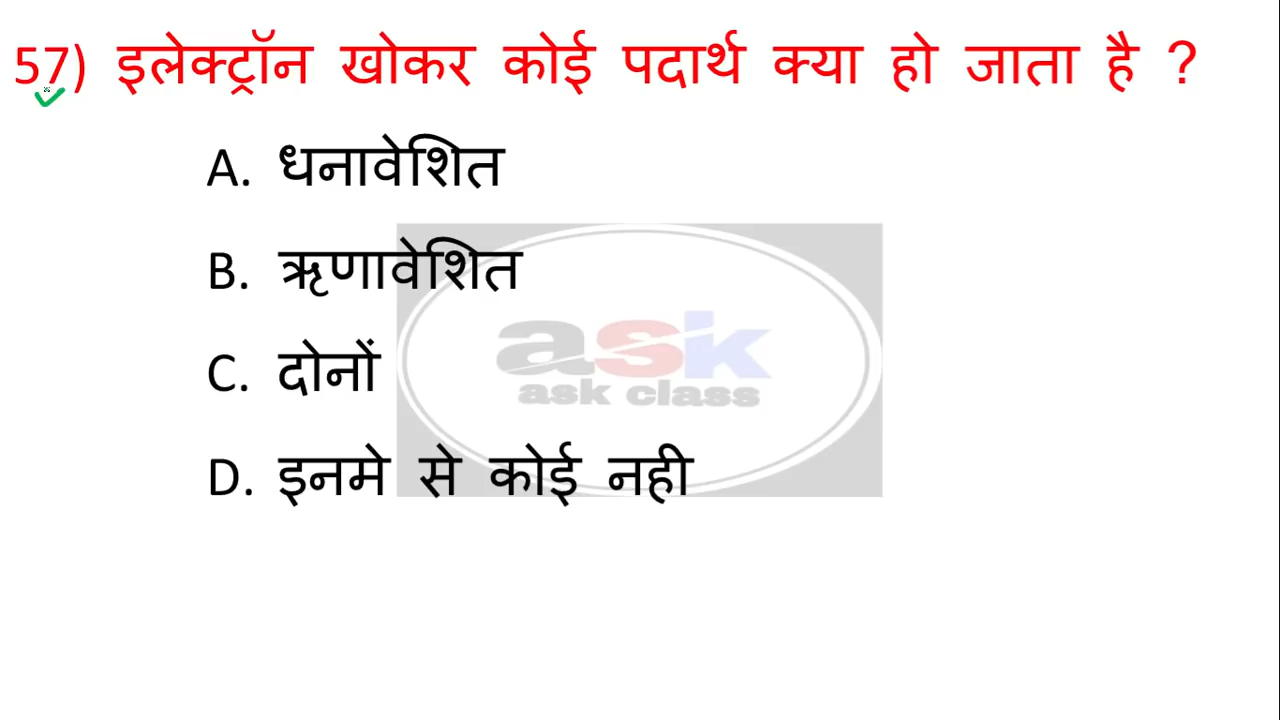 57) इलेक्ट्रॉन खोकर कोई पदार्थ क्या हो जाता है ?
A. धनावेशित
B. ऋणावेशित
C. दोनों
D. इनमे से कोई नही
ask
ask class